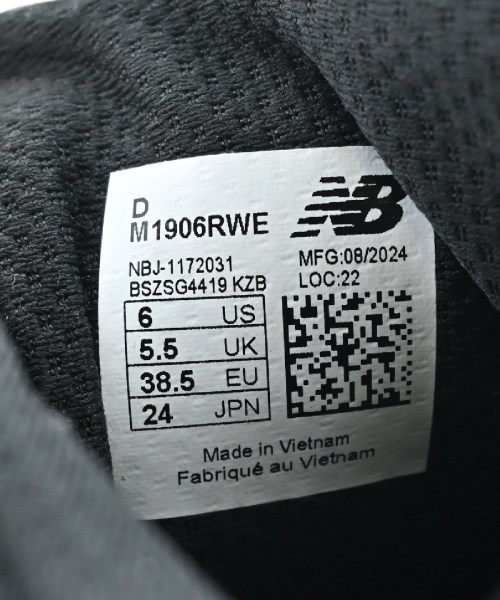 D
M1906RWE
NB
NBJ-1172031
BSZSG4419 KZB
MFG:08/2024
LOC:22
6 US
5.5 UK
38.5 EU
24 JPN
Made in Vietnam
Fabriqué au Vietnam